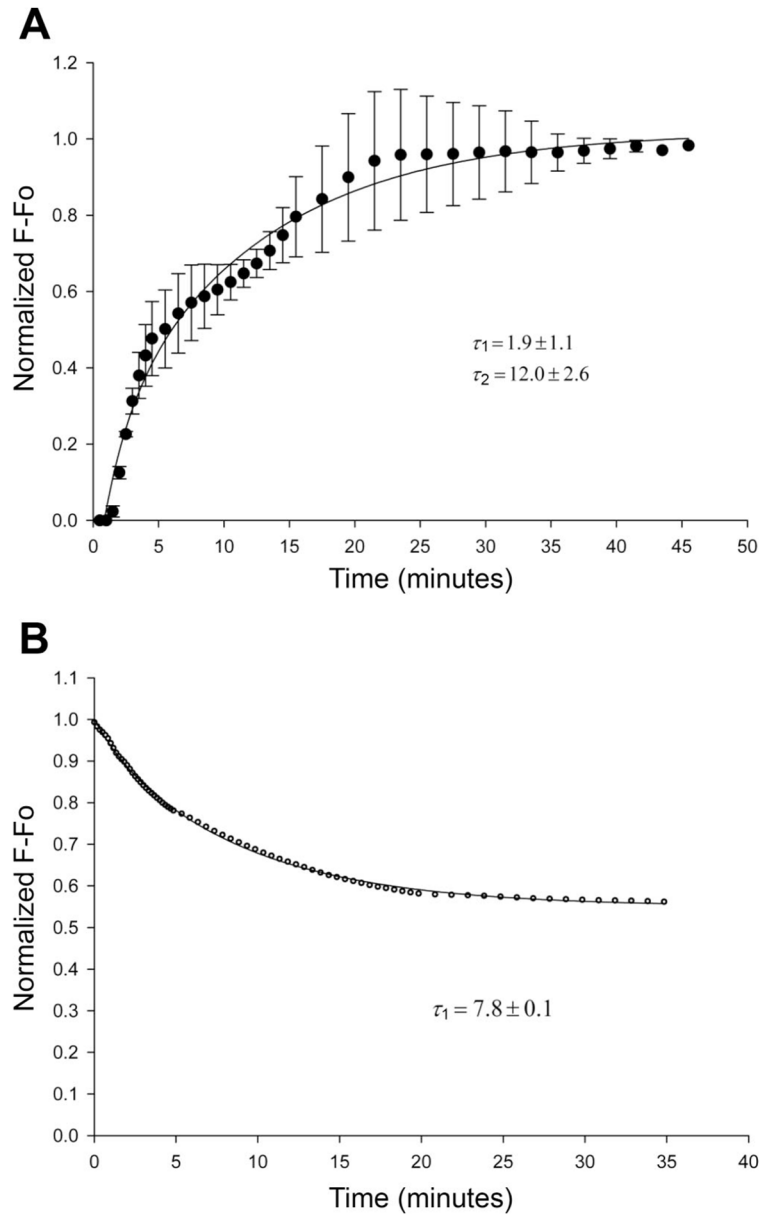 A
1.2
1.0
0.8
0.6
0.4
0.2
0.0
Normalized F-Fo
τ1=1.9±1.1
τ2=12.0±2.6
0 5 10 15 20 25 30 35 40 45 50
Time (minutes)
B
1.1
1.0
0.9
0.8
0.7
0.6
0.5
0.4
0.3
0.2
0.1
0.0
Normalized F-Fo
τ1=7.8±0.1
0 5 10 15 20 25 30 35 40
Time (minutes)